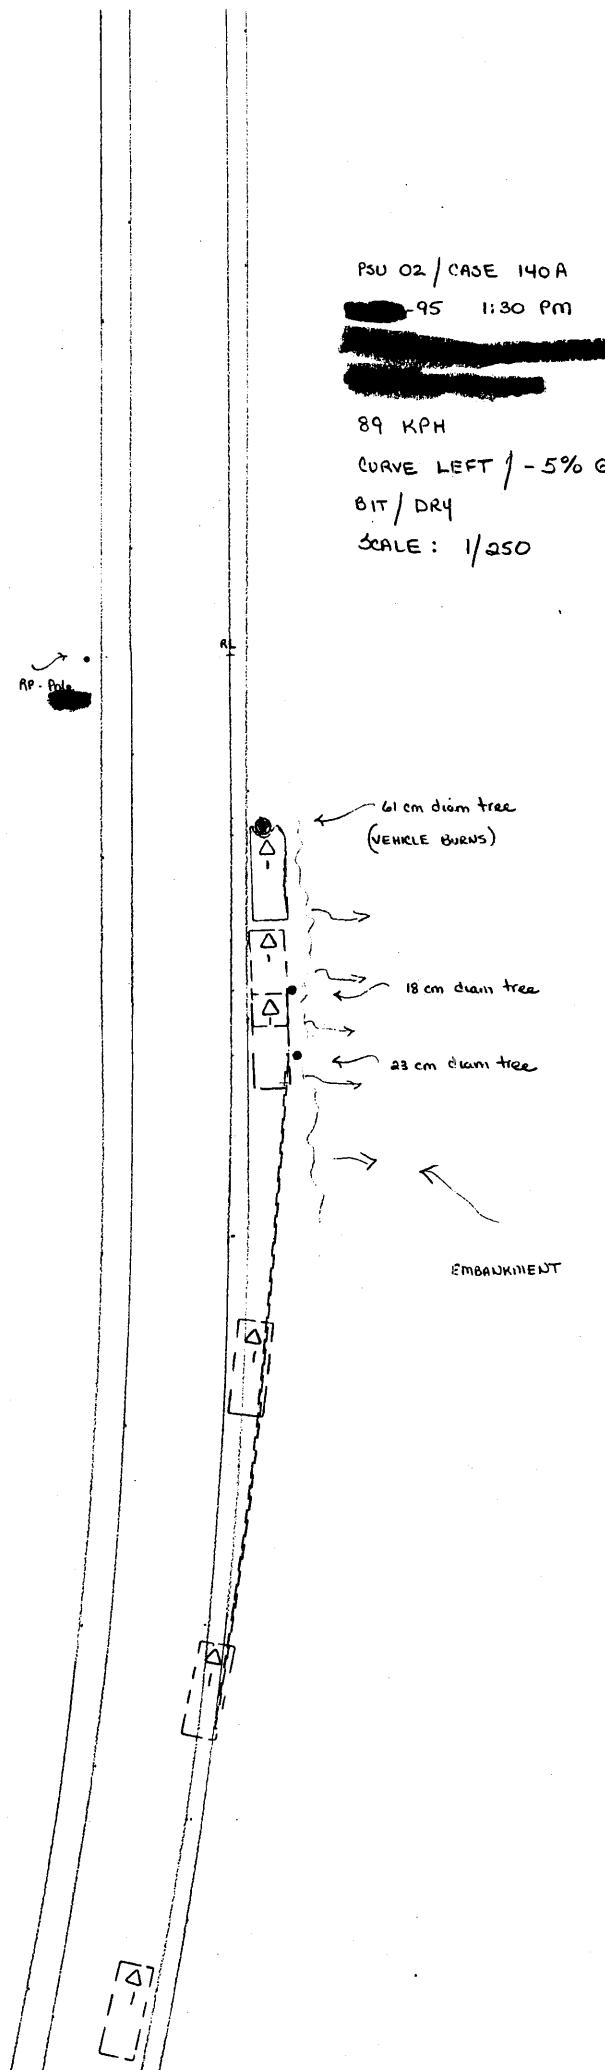 PSU 02 / CASE 140A
-95 1:30 PM
89 KPH
CURVE LEFT / -5%
BIT / DRY
SCALE: 1/250
RL
RP - Pole
61 cm diam tree
(VEHICLE BURNS)
18 cm diam tree
23 cm diam tree
EMBANKMENT